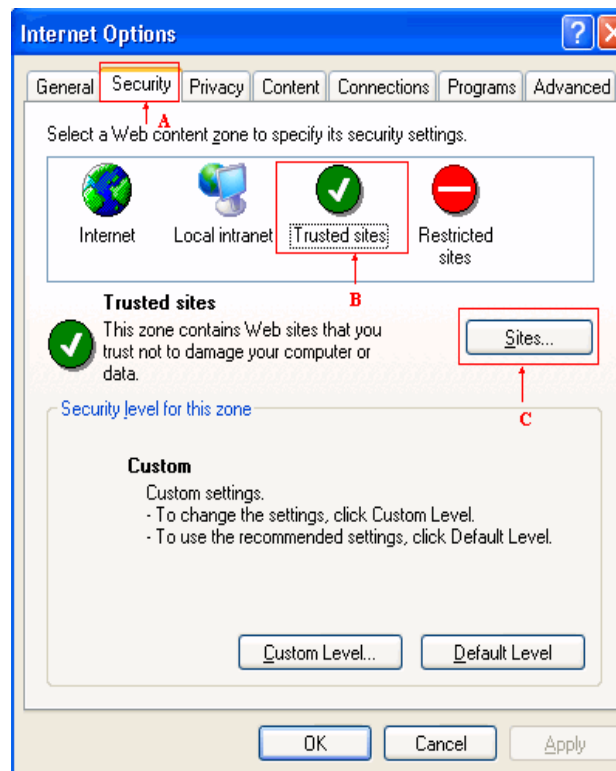 Internet Options
General Security Privacy Content Connections Programs Advanced
A
Select a Web content zone to specify its security settings.
Internet Local intranet Trusted sites Restricted sites
B
Trusted sites
This zone contains Web sites that you
trust not to damage your computer or
data.
Sites...
C
Security level for this zone
Custom
Custom settings.
- To change the settings, click Custom Level.
- To use the recommended settings, click Default Level.
Custom Level... Default Level
OK Cancel Apply